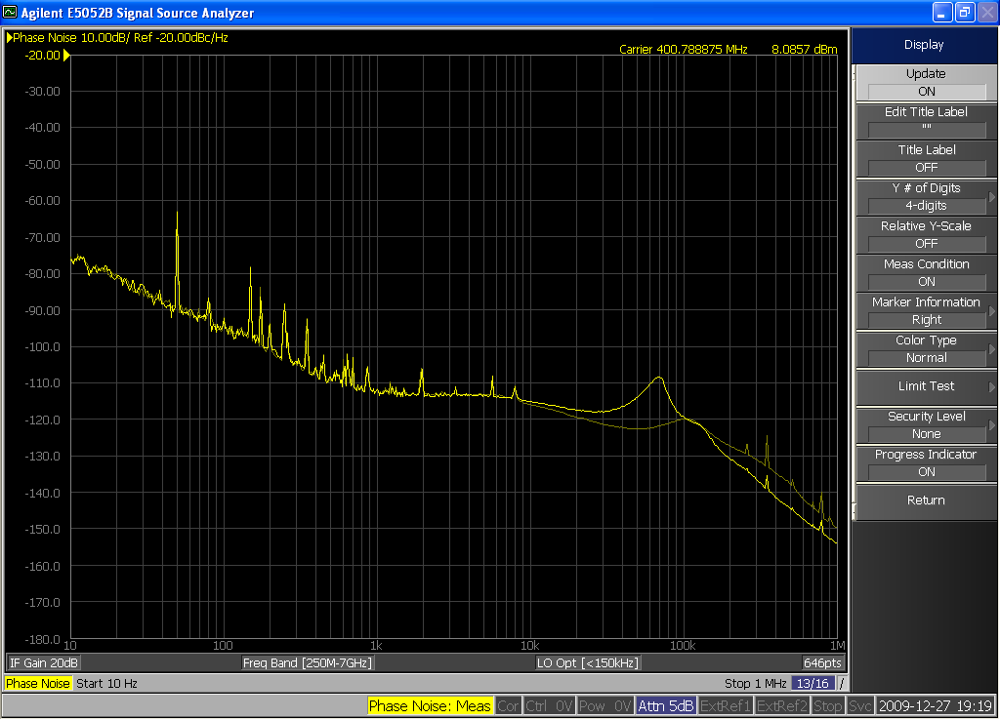 Agilent E5052B Signal Source Analyzer
Phase Noise 10.00dB/ Ref -20.00dBc/Hz
Carrier 400.788875 MHz 8.0857 dBm
-20.00
-30.00
-40.00
-50.00
-60.00
-70.00
-80.00
-90.00
-100.0
-110.0
-120.0
-130.0
-140.0
-150.0
-160.0
-170.0
-180.0
10 100 1k 10k 100k 1M
IF Gain 20dB Freq Band [250M-7GHz] LO Opt [<150kHz] 646pts
Phase Noise Start 10 Hz Stop 1 MHz 13/16 /
Phase Noise: Meas Cor Ctrl 0V Pow 0V Attn 5dB ExtRef1 ExtRef2 Stop Svc 2009-12-27 19:19
Display
Update
ON
Edit Title Label
""
Title Label
OFF
Y # of Digits
4-digits
Relative Y-Scale
OFF
Meas Condition
ON
Marker Information
Right
Color Type
Normal
Limit Test
Security Level
None
Progress Indicator
ON
Return